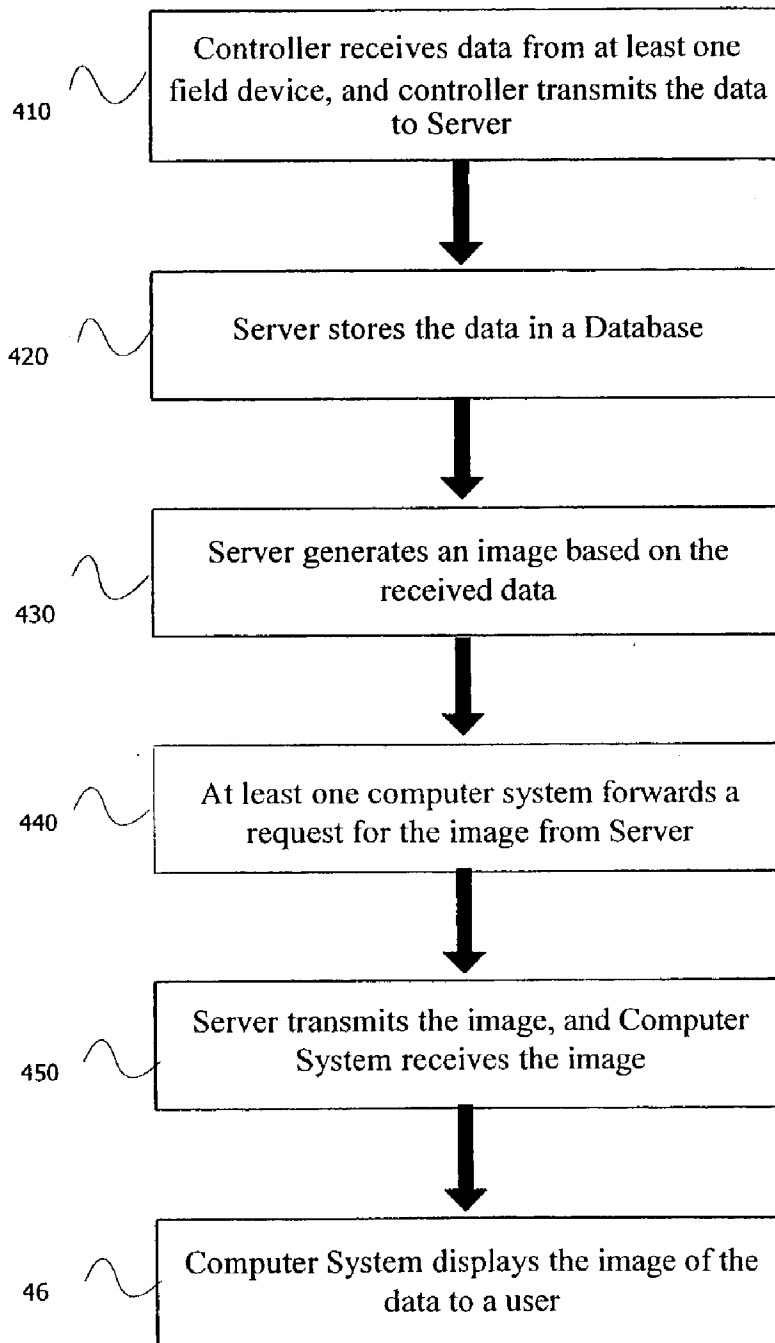 Controller receives data from at least one
field device, and controller transmits the data
to Server
410
Server stores the data in a Database
420
Server generates an image based on the
received data
430
At least one computer system forwards a
request for the image from Server
440
Server transmits the image, and Computer
System receives the image
450
Computer System displays the image of the
data to a user
46